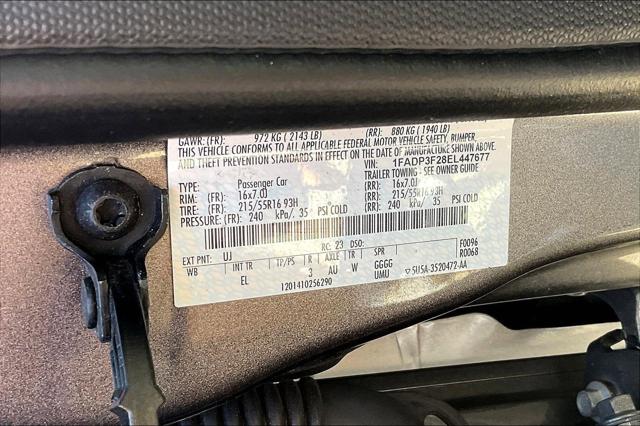 GAWR: (FR): 972 KG ( 2143 LB) (RR): 880 KG ( 1940 LB)
THIS VEHICLE CONFORMS TO ALL APPLICABLE FEDERAL MOTOR VEHICLE SAFETY, BUMPER,
THEFT PREVENTION STANDARDS IN EFFECT ON THE DATE OF MANUFACTURE SHOWN ABOVE.
VIN: 1FADP3F28EL447677
TYPE: Passenger Car TRAILER TOWING - SEE OWNER GUIDE
RIM: (FR): 16x7.0J (RR): 16x7.0J
TIRE: (FR): 215/55R16 93H (RR): 215/55R16 93H
PRESSURE: (FR): 240 kPa/ 35 PSI COLD (RR): 240 kPa/ 35 PSI COLD
EXT PNT: UJ RC: 23 DSO: F0096
WB INT TR TP/PS R AXLE TR SPR R0068
EL 3 AU W GGGG
UMU 5U5A-3520472-AA
1201410256290